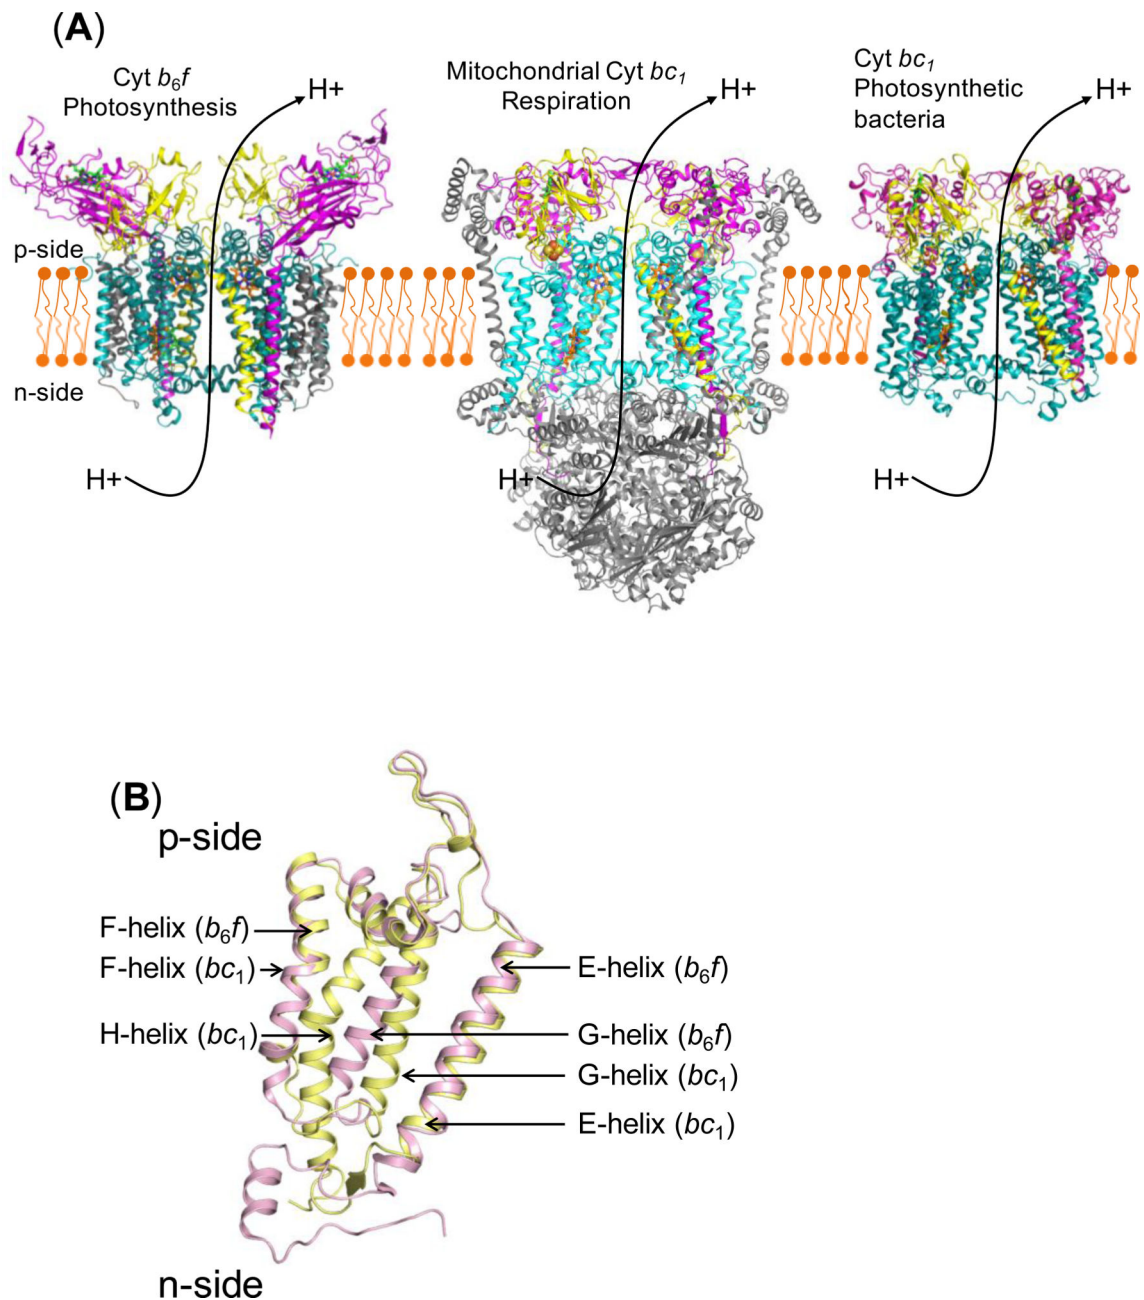 (A)
Cyt b₆f
Photosynthesis
H+
Mitochondrial Cyt bc₁
Respiration
H+
Cyt bc₁
Photosynthetic
bacteria
H+
p-side
n-side
H+
H+
H+
(B)
p-side
F-helix (b₆f)
F-helix (bc₁)
H-helix (bc₁)
E-helix (b₆f)
G-helix (b₆f)
G-helix (bc₁)
E-helix (bc₁)
n-side